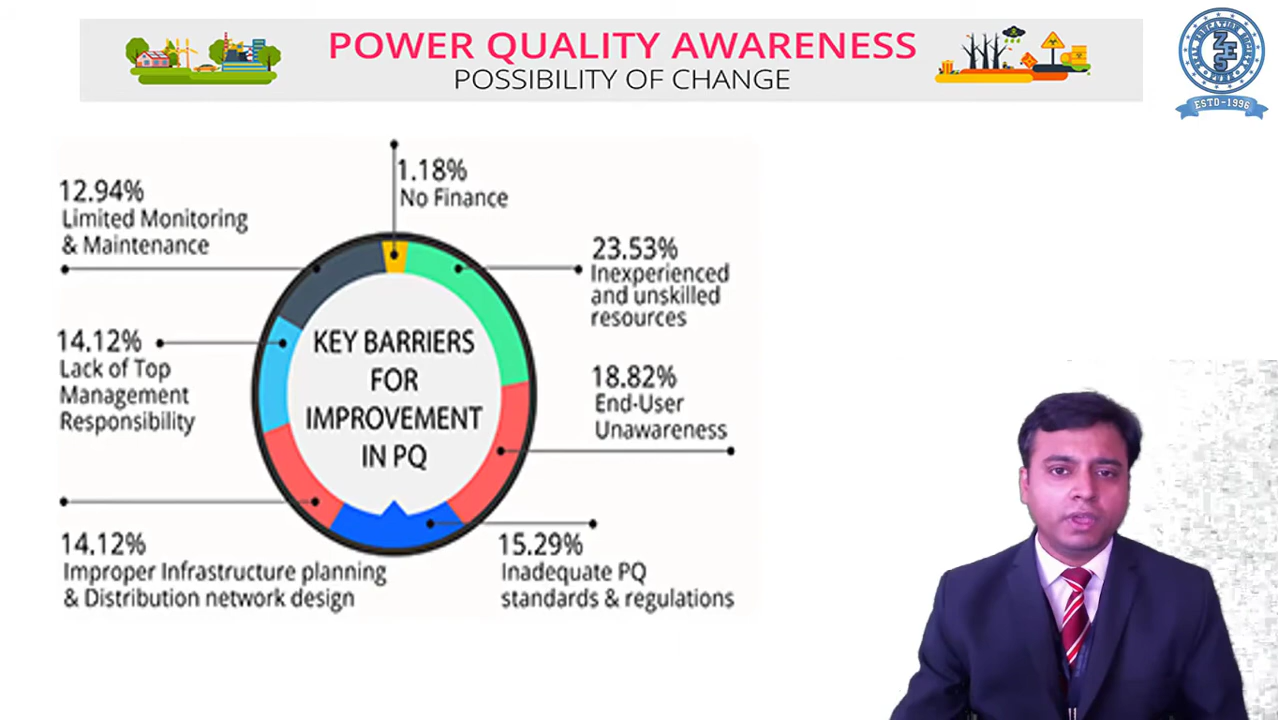 POWER QUALITY AWARENESS
POSSIBILITY OF CHANGE
ESTD-1996
1.18%
No Finance
12.94%
Limited Monitoring
& Maintenance
23.53%
Inexperienced
and unskilled
resources
14.12%
Lack of Top
Management
Responsibility
KEY BARRIERS
FOR
IMPROVEMENT
IN PQ
18.82%
End-User
Unawareness
14.12%
Improper Infrastructure planning
& Distribution network design
15.29%
Inadequate PQ
standards & regulations